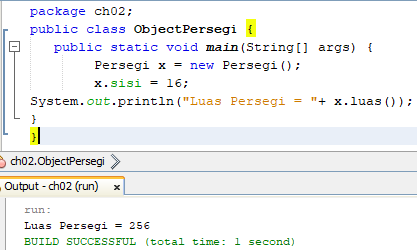 package ch02;
public class ObjectPersegi {
public static void main(String[] args) {
Persegi x = new Persegi();
x.sisi = 16;
System.out.println("Luas Persegi = "+ x.luas());
}
}
ch02.ObjectPersegi
Output - ch02 (run) ×
run:
Luas Persegi = 256
BUILD SUCCESSFUL (total time: 1 second)